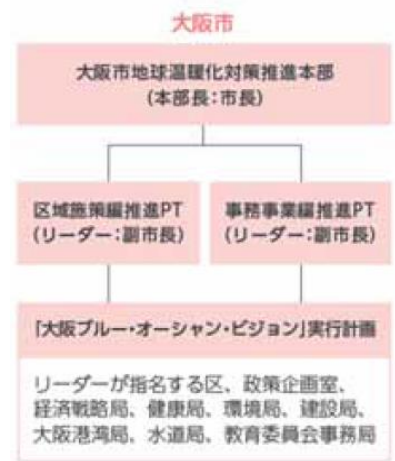 大阪市
大阪市地球温暖化対策推進本部
(本部長:市長)
区域施策編推進PT
(リーダー:副市長)
事務事業編推進PT
(リーダー:副市長)
「大阪ブルー・オーシャン・ビジョン」実行計画
リーダーが指名する区、政策企画室、
経済戦略局、健康局、環境局、建設局、
大阪港湾局、水道局、教育委員会事務局